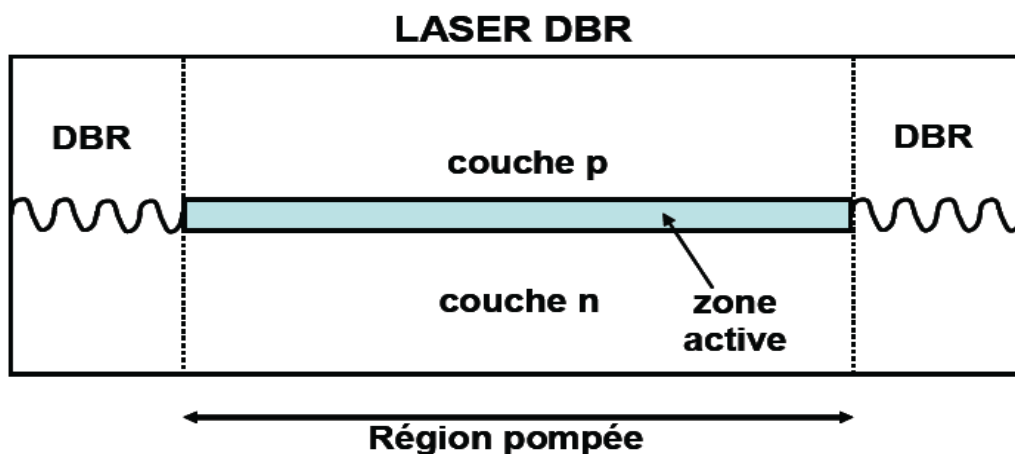 LASER DBR
DBR
DBR
couche p
couche n
zone
active
Région pompée